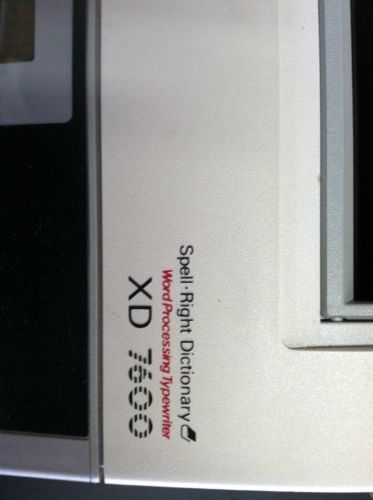 Spell·Right Dictionary
Word Processing Typewriter
XD 7600